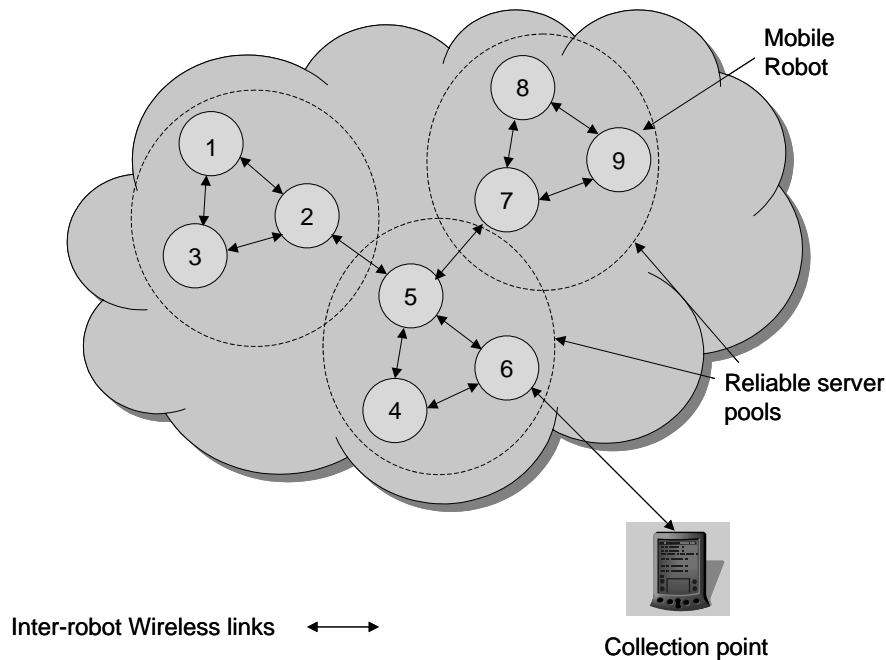 Mobile
Robot
8
1
9
2
7
3
5
6
Reliable server
pools
4
Inter-robot Wireless links
Collection point